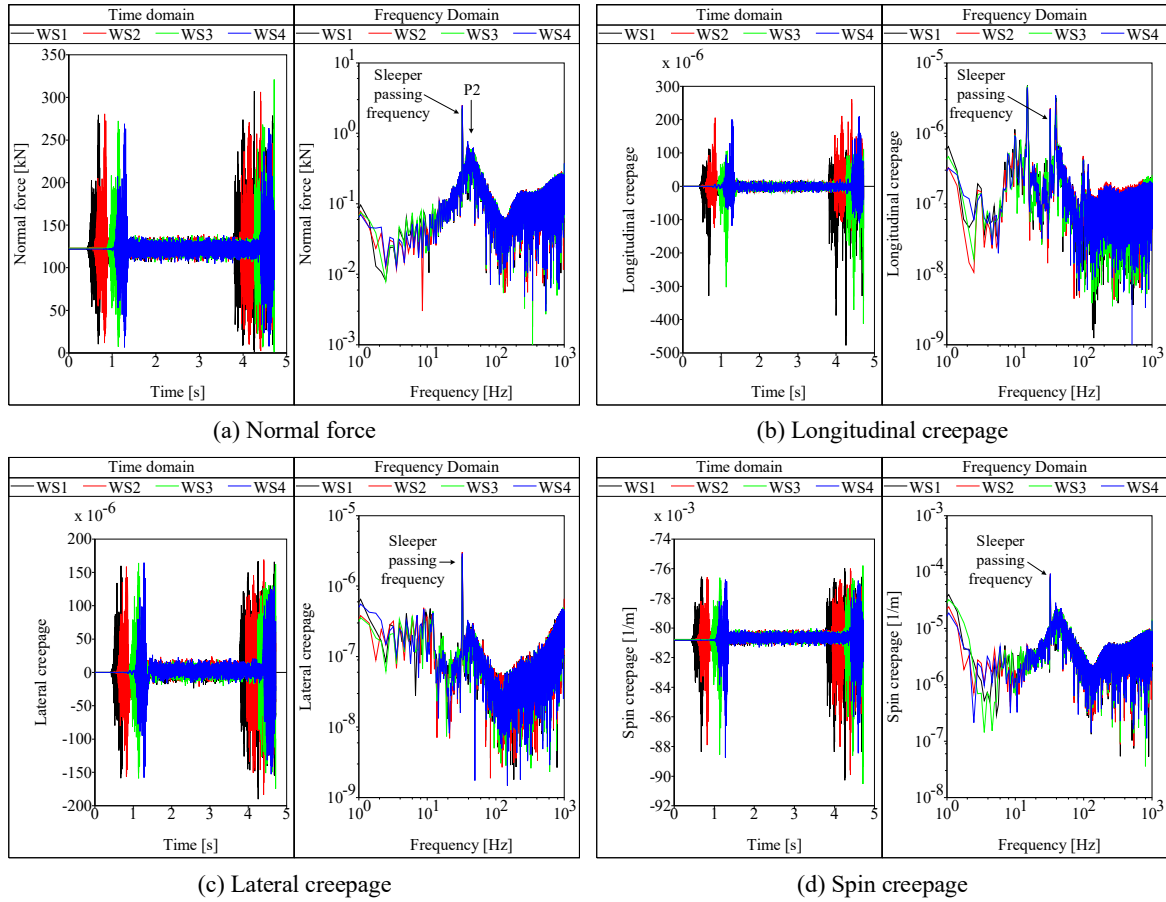 Time domain
Frequency Domain
WS1 WS2 WS3 WS4
WS1 WS2 WS3 WS4
350
300
250
200
150
100
50
0
Normal force [kN]
0 1 2 3 4 5
Time [s]
10^1
10^0
10^-1
10^-2
10^-3
Normal force [kN]
Sleeper
passing
frequency
P2
10^0 10^1 10^2 10^3
Frequency [Hz]
(a) Normal force
Time domain
Frequency Domain
WS1 WS2 WS3 WS4
WS1 WS2 WS3 WS4
x 10^-6
300
200
100
0
-100
-200
-300
-400
-500
Longitudinal creepage
0 1 2 3 4 5
Time [s]
10^-5
10^-6
10^-7
10^-8
10^-9
Longitudinal creepage
Sleeper
passing
frequency
10^0 10^1 10^2 10^3
Frequency [Hz]
(b) Longitudinal creepage
Time domain
Frequency Domain
WS1 WS2 WS3 WS4
WS1 WS2 WS3 WS4
x 10^-6
200
150
100
50
0
-50
-100
-150
-200
Lateral creepage
0 1 2 3 4 5
Time [s]
10^-5
10^-6
10^-7
10^-8
10^-9
Lateral creepage
Sleeper
passing
frequency
10^0 10^1 10^2 10^3
Frequency [Hz]
(c) Lateral creepage
Time domain
Frequency Domain
WS1 WS2 WS3 WS4
WS1 WS2 WS3 WS4
x 10^-3
-74
-76
-78
-80
-82
-84
-86
-88
-90
-92
Spin creepage [1/m]
0 1 2 3 4 5
Time [s]
10^-3
10^-4
10^-5
10^-6
10^-7
10^-8
Spin creepage [1/m]
Sleeper
passing
frequency
10^0 10^1 10^2 10^3
Frequency [Hz]
(d) Spin creepage